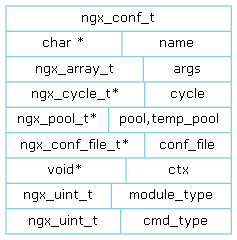 ngx_conf_t
char * name
ngx_array_t args
ngx_cycle_t* cycle
ngx_pool_t* pool,temp_pool
ngx_conf_file_t* conf_file
void* ctx
ngx_uint_t module_type
ngx_uint_t cmd_type